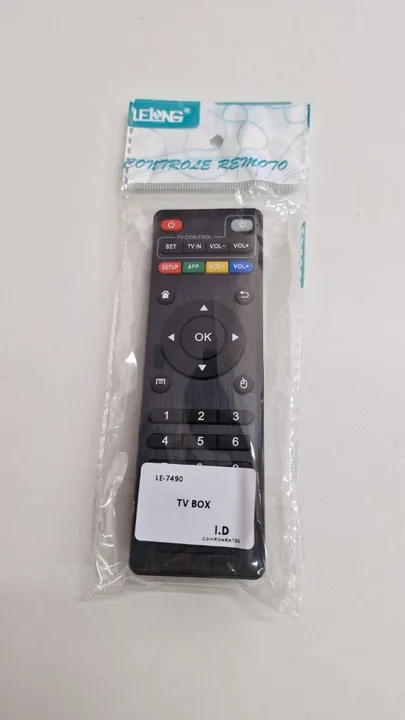 LELONG
CONTROLE REMOTO
TV CONTROL
SET TV IN VOL- VOL+
SETUP APP VOL- VOL+
OK
1 2 3
4 5 6
LE-7490
TV BOX
I.D
COMPONENTES